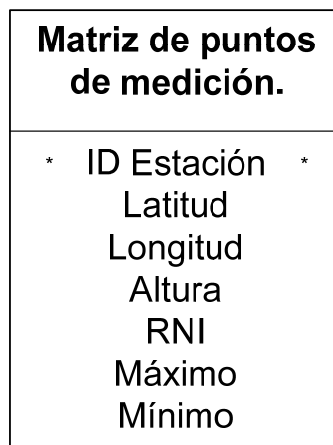 Matriz de puntos
de medición.
* ID Estación *
Latitud
Longitud
Altura
RNI
Máximo
Mínimo